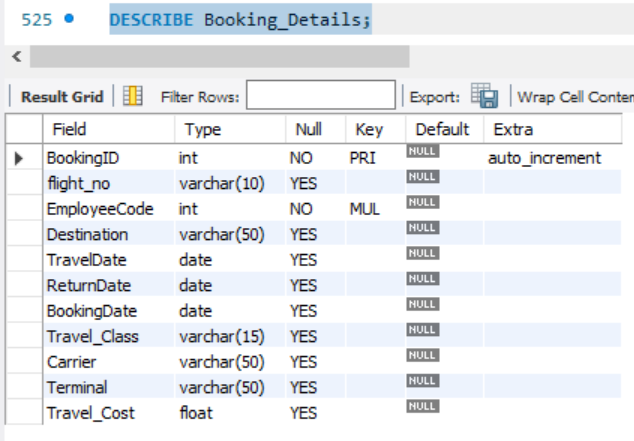 525 DESCRIBE Booking_Details;
Result Grid Filter Rows: Export: Wrap Cell Conten
Field Type Null Key Default Extra
BookingID int NO PRI NULL auto_increment
flight_no varchar(10) YES NULL
EmployeeCode int NO MUL NULL
Destination varchar(50) YES NULL
TravelDate date YES NULL
ReturnDate date YES NULL
BookingDate date YES NULL
Travel_Class varchar(15) YES NULL
Carrier varchar(50) YES NULL
Terminal varchar(50) YES NULL
Travel_Cost float YES NULL